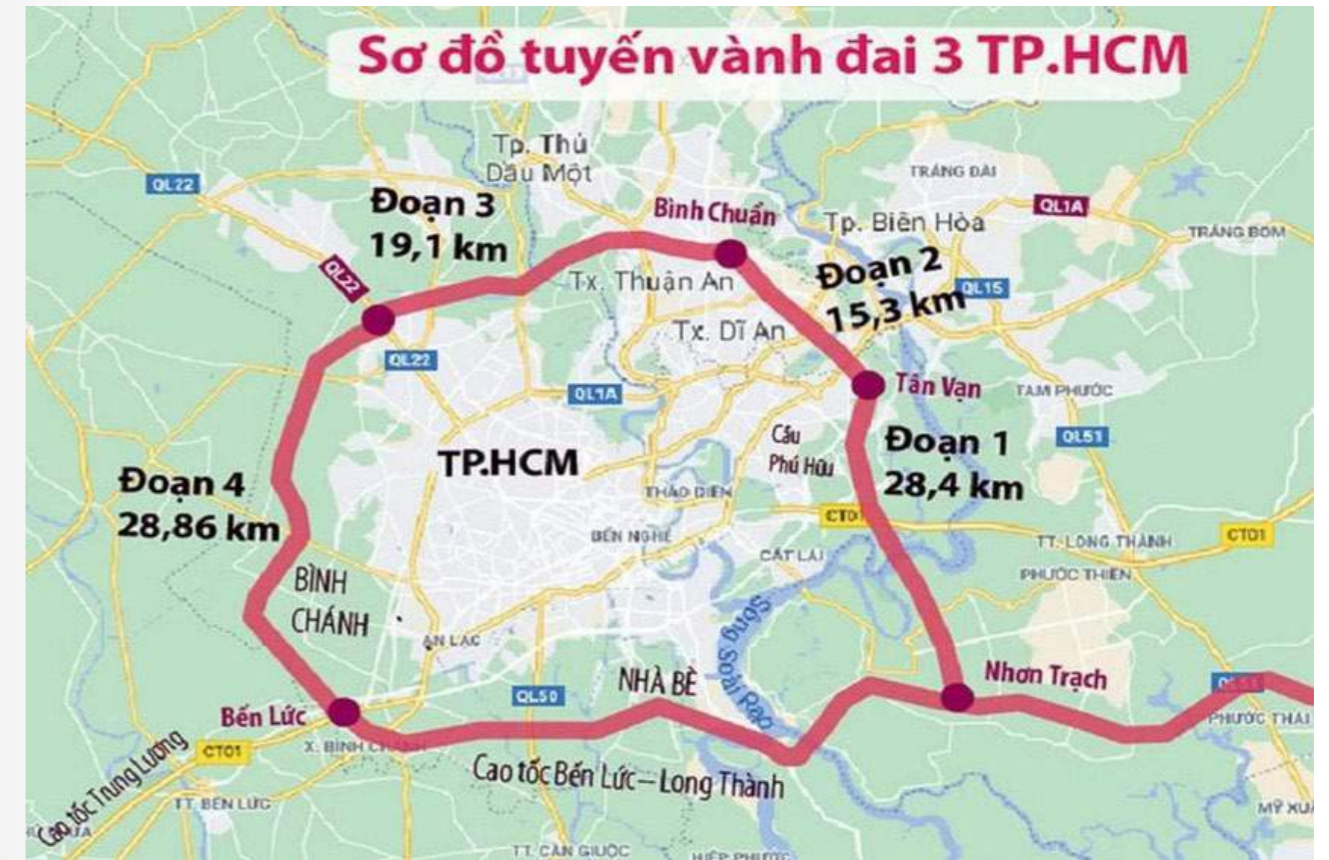 Sơ đồ tuyến vành đai 3 TP.HCM
Tp. Thủ
Dầu Một
TRẢNG DÀI
QL22
Đoạn 3
19,1 km
Bình Chuẩn
QL1A
Tp. Biên Hòa
TRẢNG BOM
QL22
Tx. Thuận An
Đoạn 2
15,3 km
QL15
Tx. Dĩ An
QL22
QL1A
Tân Vạn
TAM PHƯỚC
Cầu
Phú Hữu
Đoạn 1
28,4 km
QL51
TP.HCM
Đoạn 4
28,86 km
THẢO ĐIỀN
CT01
BẾN NGHÉ
CÁT LÁI
TT. LONG THÀNH
CT01
PHƯỚC THIỀN
BÌNH
CHÁNH
AN LẠC
Sông Soài Rạp
NHÀ BÈ
Nhơn Trạch
QL50
QL51
Bến Lức
PHƯỚC THÁI
CT01
X. BÌNH CHÁNH
Cao tốc Bến Lức – Long Thành
Cao tốc Trung Lương
TT. BẾN LỨC
MỸ XU
TT. CẦN GIUỘC
HIỆP PHƯỚC